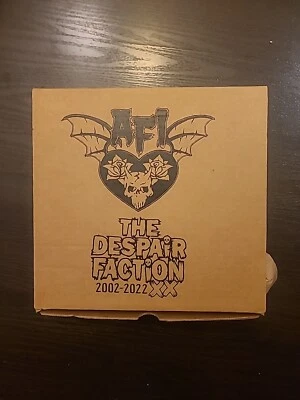 AFI
THE
DESPAiR
FACTiON
2002-2022 XX